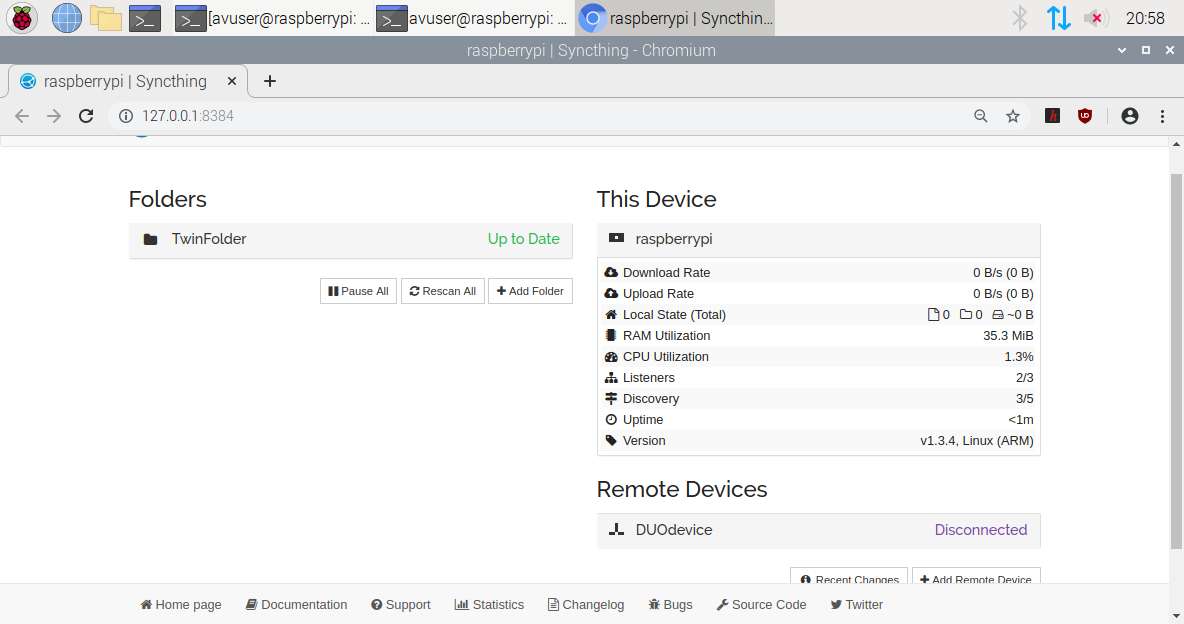 [avuser@raspberrypi: ... avuser@raspberrypi: ... raspberrypi | Syncthin... 20:58
raspberrypi | Syncthing - Chromium
raspberrypi | Syncthing
127.0.0.1:8384
Folders
TwinFolder Up to Date
Pause All Rescan All Add Folder
This Device
raspberrypi
Download Rate 0 B/s (0 B)
Upload Rate 0 B/s (0 B)
Local State (Total) 0 0 ~0 B
RAM Utilization 35.3 MiB
CPU Utilization 1.3%
Listeners 2/3
Discovery 3/5
Uptime <1m
Version v1.3.4, Linux (ARM)
Remote Devices
DUOdevice Disconnected
Recent Changes Add Remote Device
Home page Documentation Support Statistics Changelog Bugs Source Code Twitter